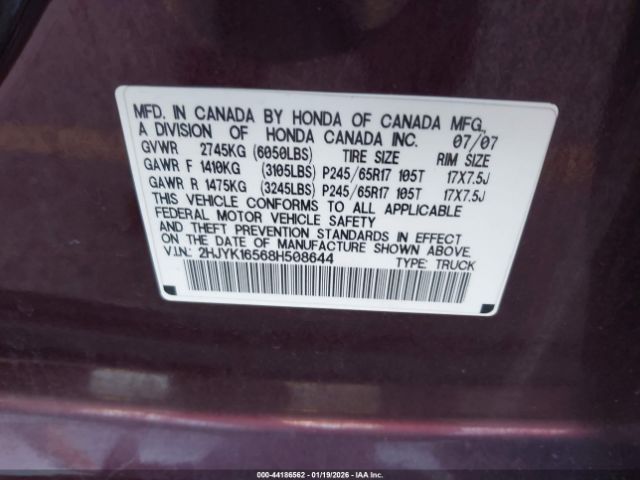 MFD. IN CANADA BY HONDA OF CANADA MFG.,
A DIVISION OF HONDA CANADA INC. 07/07
GVWR 2745KG (6050LBS) TIRE SIZE RIM SIZE
GAWR F 1410KG (3105LBS) P245/65R17 105T 17X7.5J
GAWR R 1475KG (3245LBS) P245/65R17 105T 17X7.5J
THIS VEHICLE CONFORMS TO ALL APPLICABLE
FEDERAL MOTOR VEHICLE SAFETY
AND THEFT PREVENTION STANDARDS IN EFFECT
ON THE DATE OF MANUFACTURE SHOWN ABOVE.
V.I.N.: 2HJYK16568H508644 TYPE: TRUCK
000-44186562 - 01/19/2026 - IAA Inc.